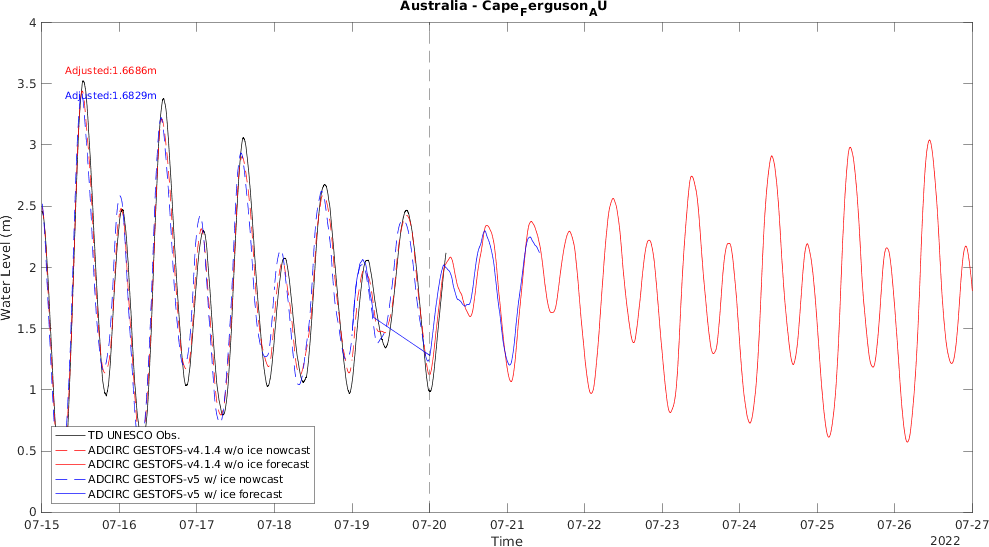 Australia - CapeFergusonAU
4
3.5
3
2.5
2
1.5
1
0.5
0
Water Level (m)
Adjusted:1.6686m
Adjusted:1.6829m
TD UNESCO Obs.
ADCIRC GESTOFS-v4.1.4 w/o ice nowcast
ADCIRC GESTOFS-v4.1.4 w/o ice forecast
ADCIRC GESTOFS-v5 w/ ice nowcast
ADCIRC GESTOFS-v5 w/ ice forecast
07-15 07-16 07-17 07-18 07-19 07-20 07-21 07-22 07-23 07-24 07-25 07-26 07-27
Time
2022